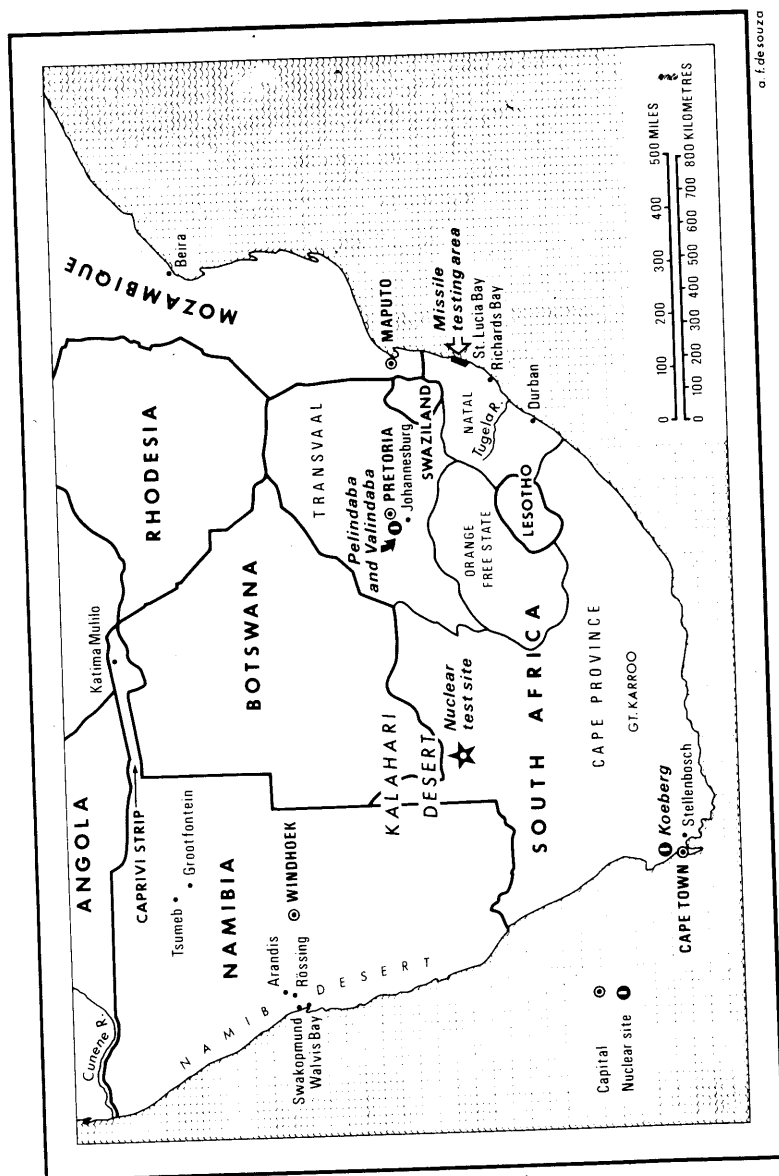 ANGOLA
Cunene R.
CAPRIVI STRIP
Katima Mulilo
Tsumeb
Grootfontein
NAMIBIA
WINDHOEK
Arandis
Rössing
Swakopmund
Walvis Bay
NAMIB DESERT
RHODESIA
MOZAMBIQUE
Beira
BOTSWANA
KALAHARI
DESERT
Nuclear
test site
TRANSVAAL
Pelindaba
and Valindaba
PRETORIA
Johannesburg
MAPUTO
SWAZILAND
Missile
testing area
St. Lucia Bay
Richards Bay
NATAL
Tugela R.
Durban
ORANGE
FREE STATE
LESOTHO
SOUTH AFRICA
CAPE PROVINCE
GT. KARROO
Koeberg
CAPE TOWN
Stellenbosch
Capital
Nuclear site
0 100 200 300 400 500 MILES
0 100 200 300 400 500 600 700 800 KILOMETRES
a. f. de souza